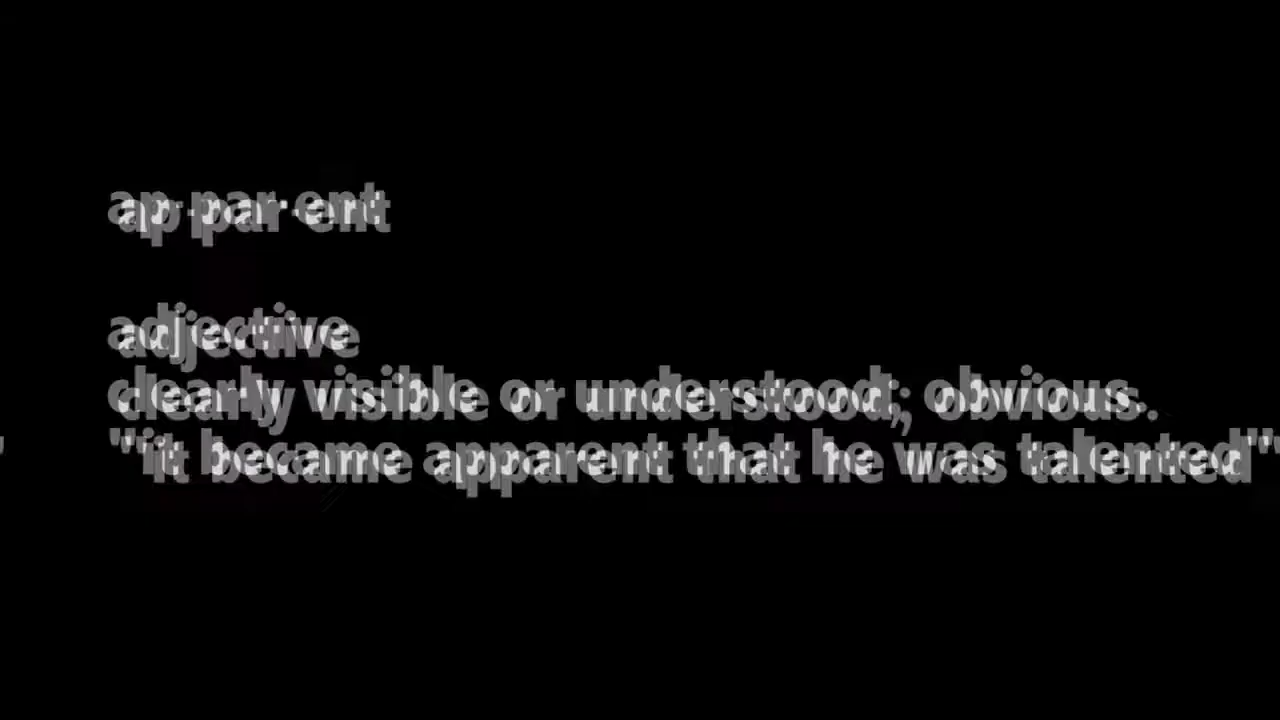 ap·par·ent
adjective
clearly visible or understood; obvious.
"it became apparent that he was talented"